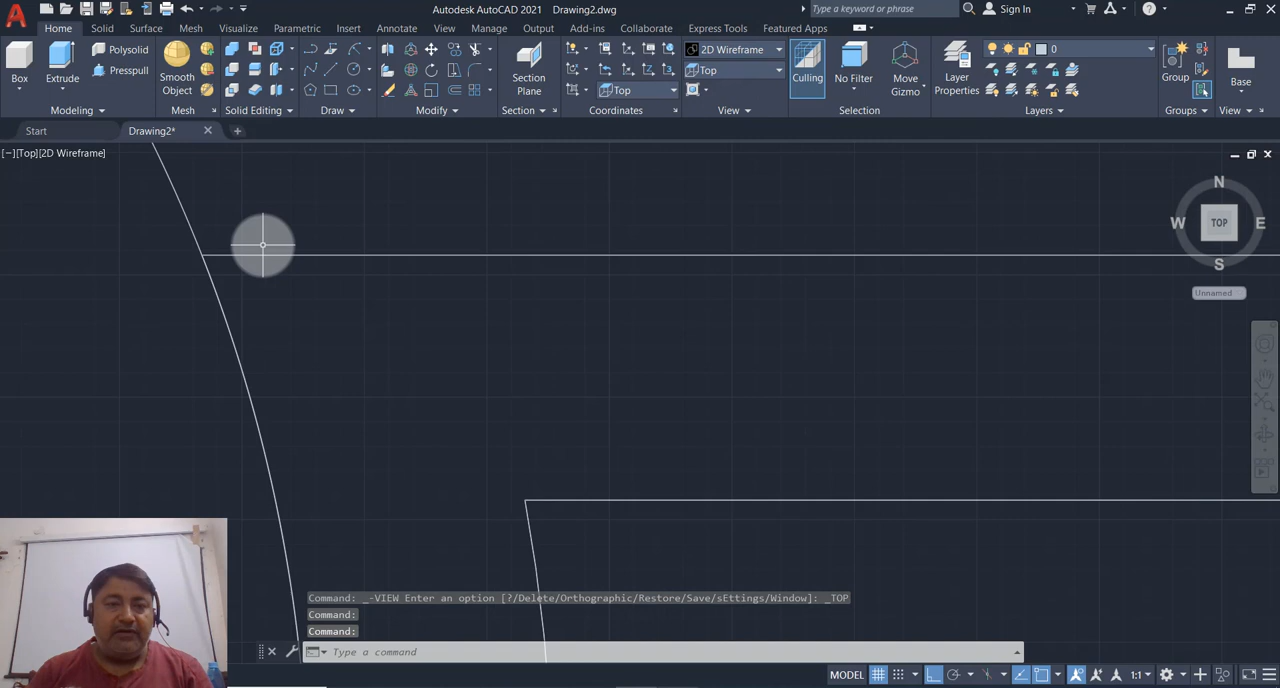 Autodesk AutoCAD 2021 Drawing2.dwg
Type a keyword or phrase
Sign In
Home Solid Surface Mesh Visualize Parametric Insert Annotate View Manage Output Add-ins Collaborate Express Tools Featured Apps
Box
Extrude
Polysolid
Presspull
Smooth
Object
Section
Plane
2D Wireframe
Top
Top
Culling
No Filter
Move
Gizmo
Layer
Properties
0
Group
Base
Modeling
Mesh
Solid Editing
Draw
Modify
Section
Coordinates
View
Selection
Layers
Groups
View
Start
Drawing2*
[−][Top][2D Wireframe]
N
W
TOP
E
S
Unnamed
Command: _-VIEW Enter an option [?/Delete/Orthographic/Restore/Save/sEttings/Window]: _TOP
Command:
Command:
Type a command
MODEL
1:1